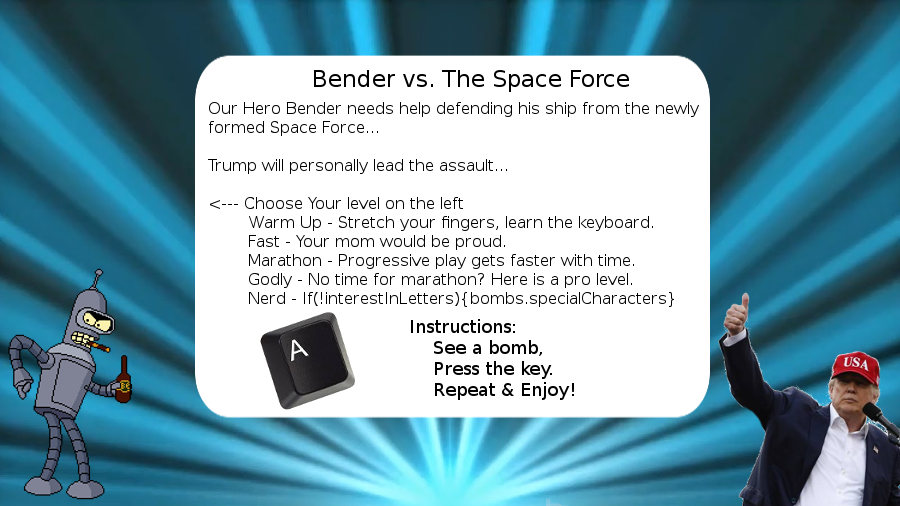 Bender vs. The Space Force
Our Hero Bender needs help defending his ship from the newly
formed Space Force...
Trump will personally lead the assault...
<--- Choose Your level on the left
Warm Up - Stretch your fingers, learn the keyboard.
Fast - Your mom would be proud.
Marathon - Progressive play gets faster with time.
Godly - No time for marathon? Here is a pro level.
Nerd - If(!interestInLetters){bombs.specialCharacters}
A
Instructions:
See a bomb,
Press the key.
Repeat & Enjoy!
USA